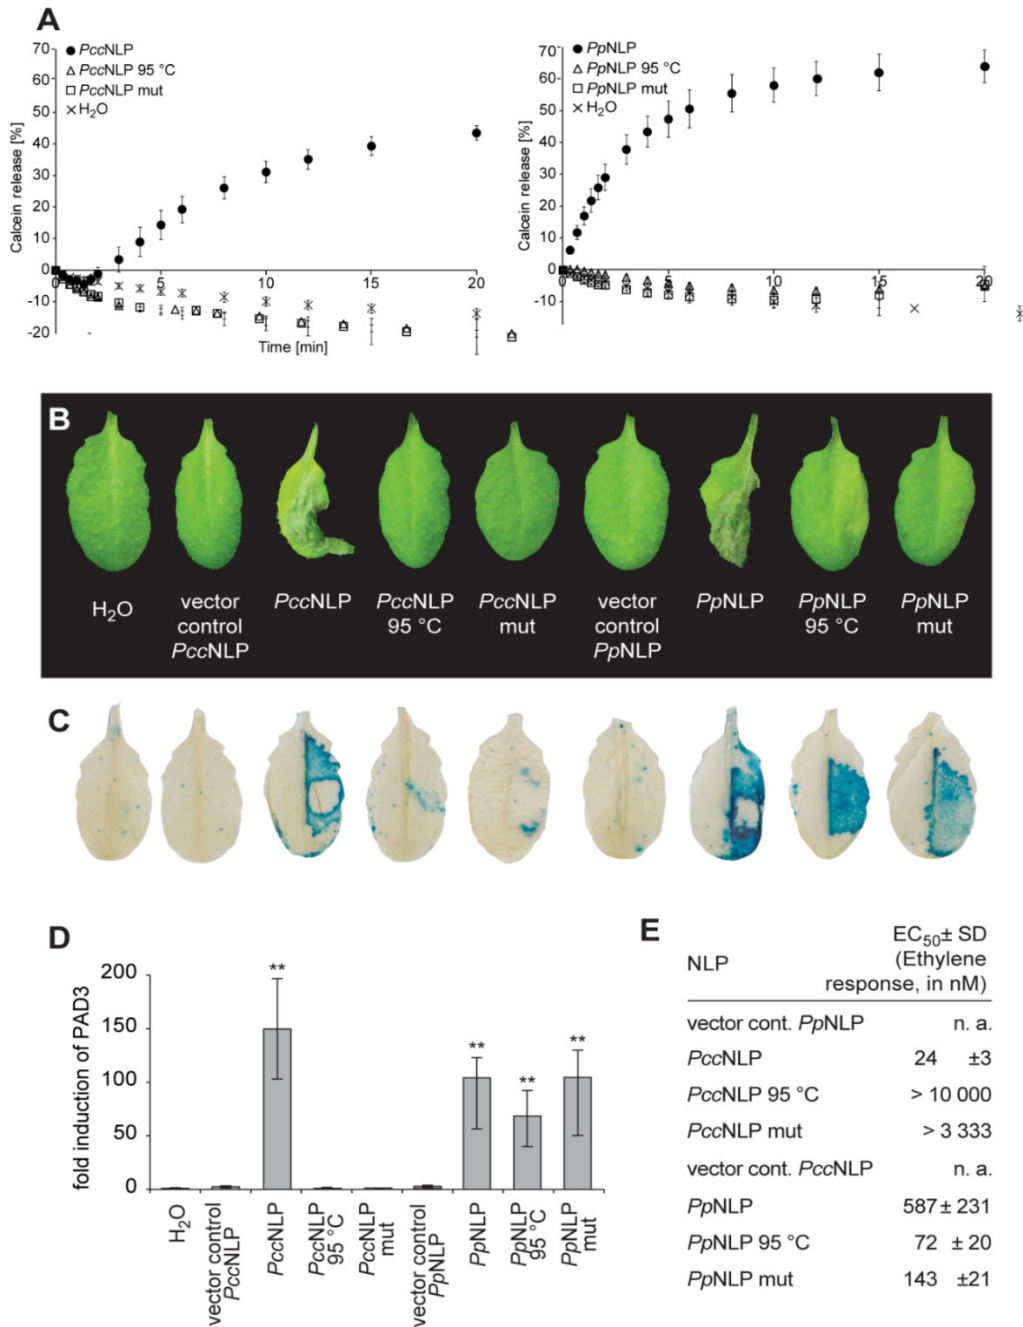 A
70
60
50
40
30
20
10
0
-10
-20
Calcein release [%]
PccNLP
PccNLP 95 °C
PccNLP mut
H2O
0
5
10
15
20
Time [min]
70
60
50
40
30
20
10
0
-10
Calcein release [%]
PpNLP
PpNLP 95 °C
PpNLP mut
H2O
0
5
10
15
20
B
H2O
vector
control
PccNLP
PccNLP
PccNLP
95 °C
PccNLP
mut
vector
control
PpNLP
PpNLP
PpNLP
95 °C
PpNLP
mut
C
D
fold induction of PAD3
200
150
100
50
0
**
**
**
**
H2O
vector control
PccNLP
PccNLP
PccNLP
95 °C
PccNLP
mut
vector control
PpNLP
PpNLP
PpNLP
95 °C
PpNLP
mut
E
NLP
EC50± SD
(Ethylene
response, in nM)
vector cont. PpNLP n. a.
PccNLP 24 ±3
PccNLP 95 °C > 10 000
PccNLP mut > 3 333
vector cont. PccNLP n. a.
PpNLP 587 ± 231
PpNLP 95 °C 72 ± 20
PpNLP mut 143 ±21